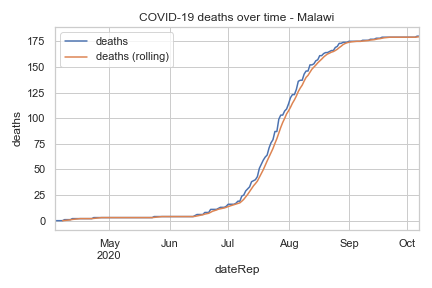 COVID-19 deaths over time - Malawi
deaths
deaths (rolling)
175
150
125
100
75
50
25
0
deaths
May Jun Jul Aug Sep Oct
2020
dateRep